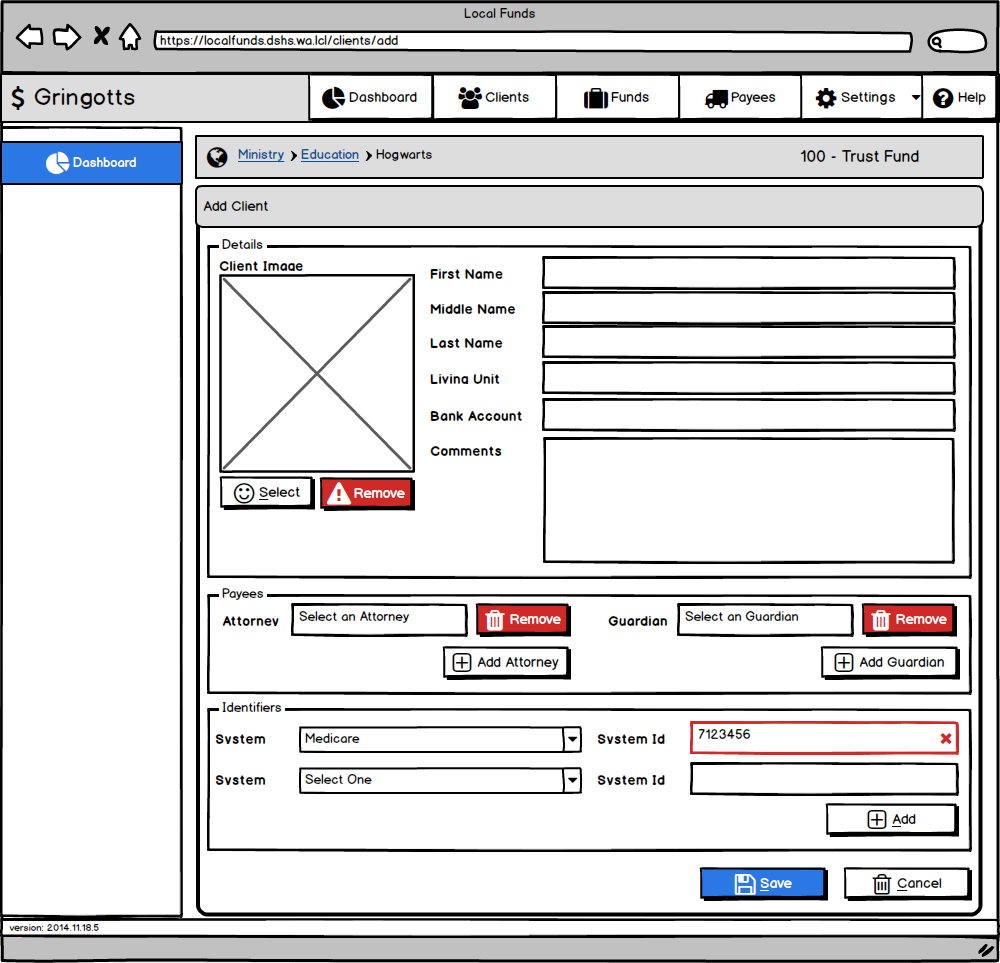 Local Funds
https://localfunds.dshs.wa.lcl/clients/add
$ Gringotts
Dashboard
Clients
Funds
Payees
Settings
Help
Dashboard
Ministry > Education > Hogwarts
100 - Trust Fund
Add Client
Details
Client Image
First Name
Middle Name
Last Name
Living Unit
Bank Account
Comments
Select
Remove
Payees
Attorney
Select an Attorney
Remove
Guardian
Select an Guardian
Remove
Add Attorney
Add Guardian
Identifiers
System
Medicare
System Id
7123456
System
Select One
System Id
Add
Save
Cancel
version: 2014.11.18.5